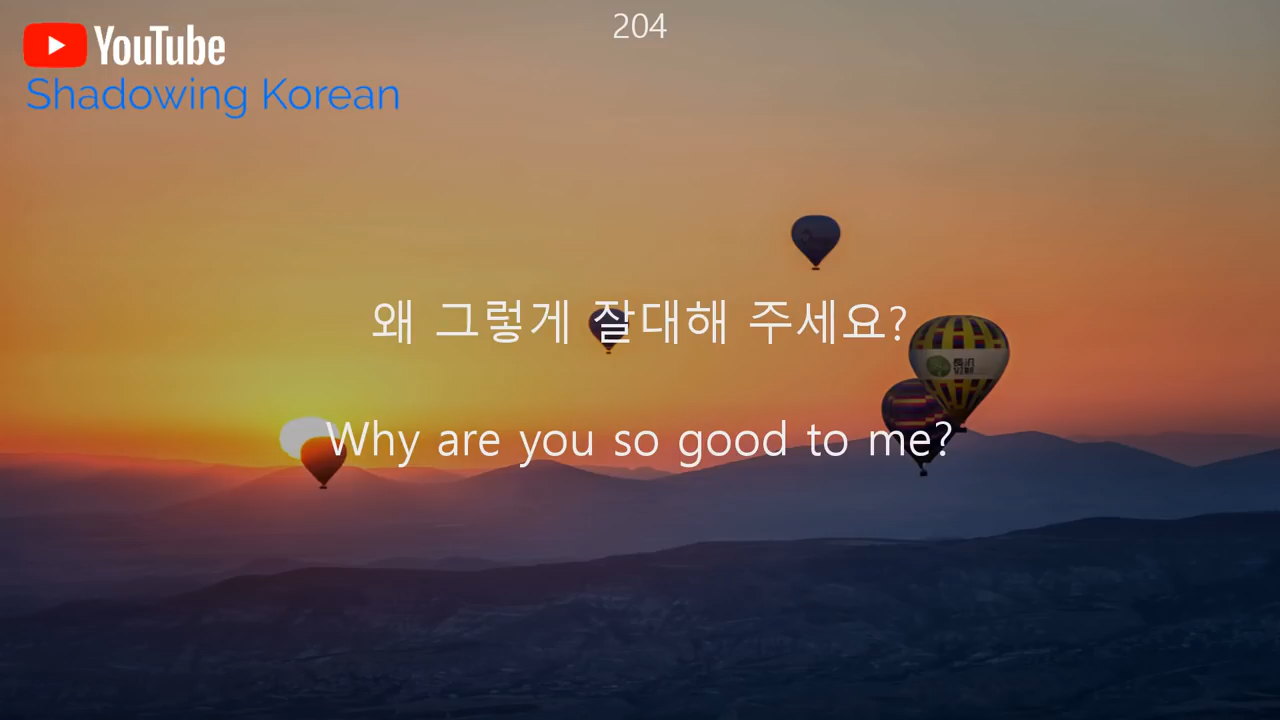 204
YouTube
Shadowing Korean
왜 그렇게 잘대해 주세요?
Why are you so good to me?